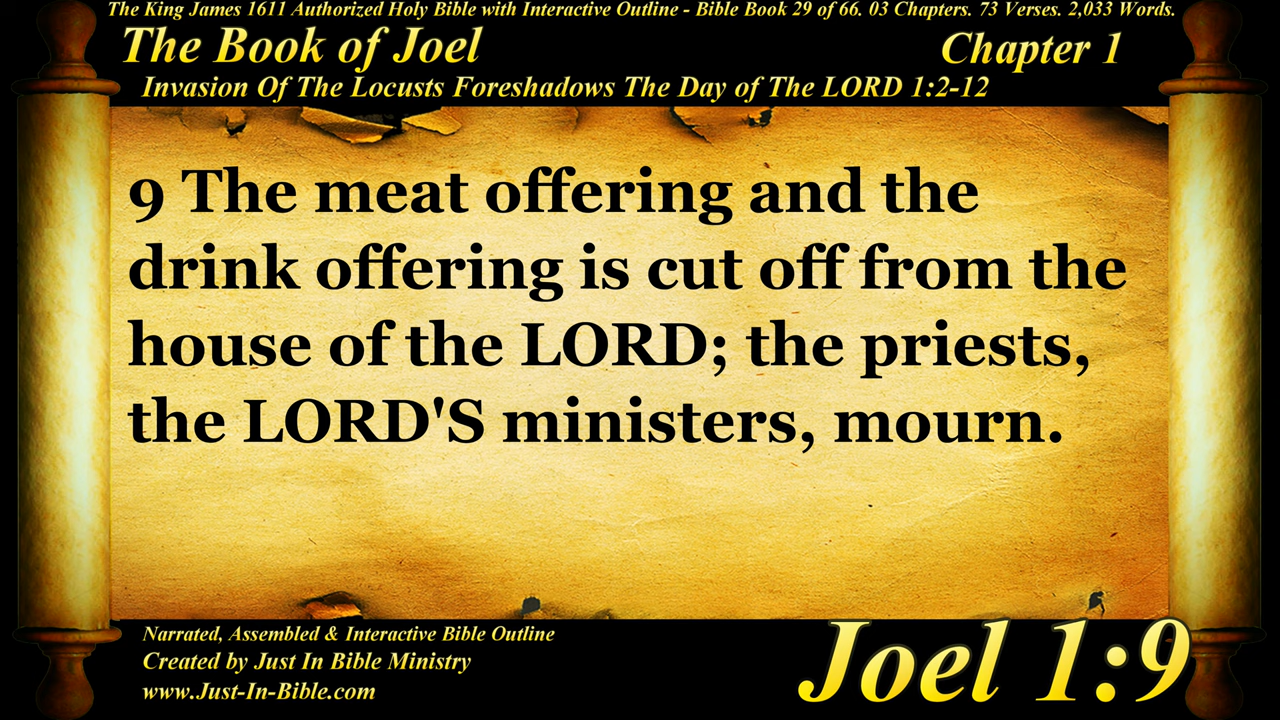 The King James 1611 Authorized Holy Bible with Interactive Outline - Bible Book 29 of 66. 03 Chapters. 73 Verses. 2,033 Words.
The Book of Joel
Chapter 1
Invasion Of The Locusts Foreshadows The Day of The LORD 1:2-12
9 The meat offering and the
drink offering is cut off from the
house of the LORD; the priests,
the LORD'S ministers, mourn.
Narrated, Assembled & Interactive Bible Outline
Created by Just In Bible Ministry
www.Just-In-Bible.com
Joel 1:9